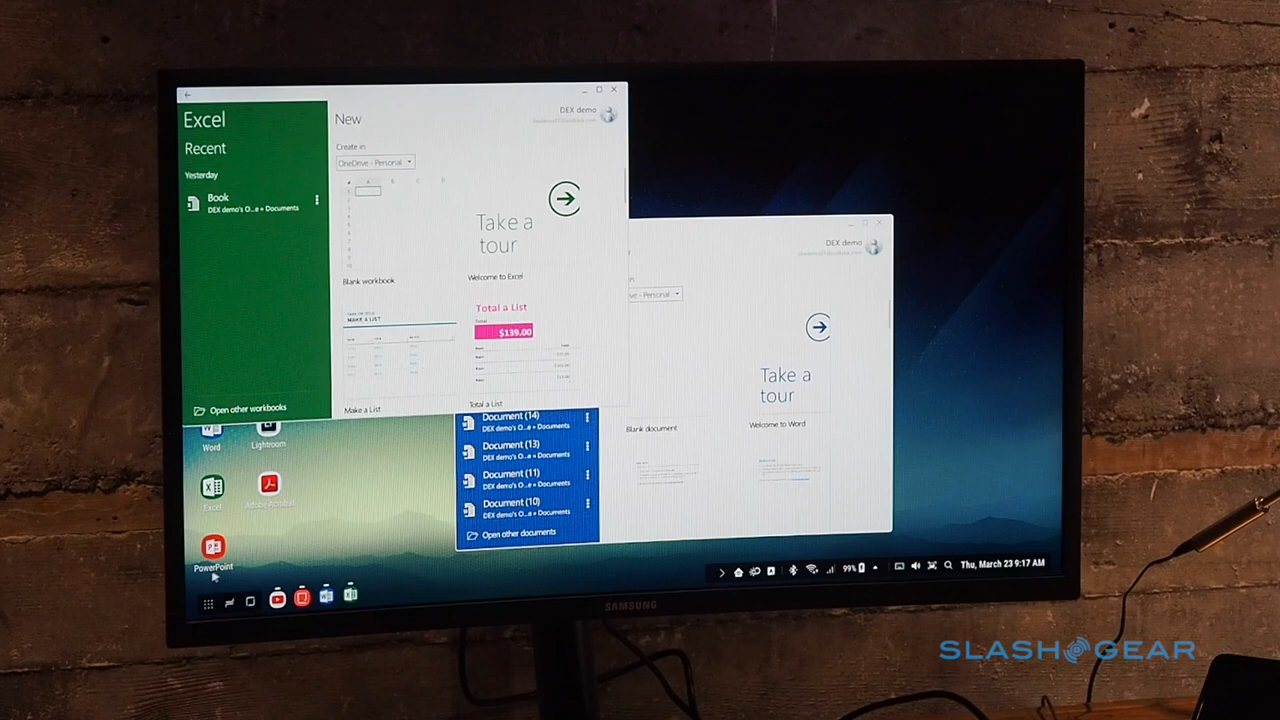 Excel
Recent
Yesterday
Book
DEX demo's O...e » Documents
Open other workbooks
New
DEX demo
Create in
OneDrive - Personal
A B C D
Take a
tour
Blank workbook
Welcome to Excel
MAKE A LIST
Total a List
$139.00
Make a List
Total a List
DEX demo
ve - Personal
Take a
tour
Blank document
Welcome to Word
Document (14)
DEX demo's O...e » Documents
Document (13)
DEX demo's O...e » Documents
Document (11)
DEX demo's O...e » Documents
Document (10)
DEX demo's O...e » Documents
Open other documents
Word
Lightroom
Excel
Adobe Acrobat
PowerPoint
99%
Thu, March 23 9:17 AM
SAMSUNG
SLASHGEAR